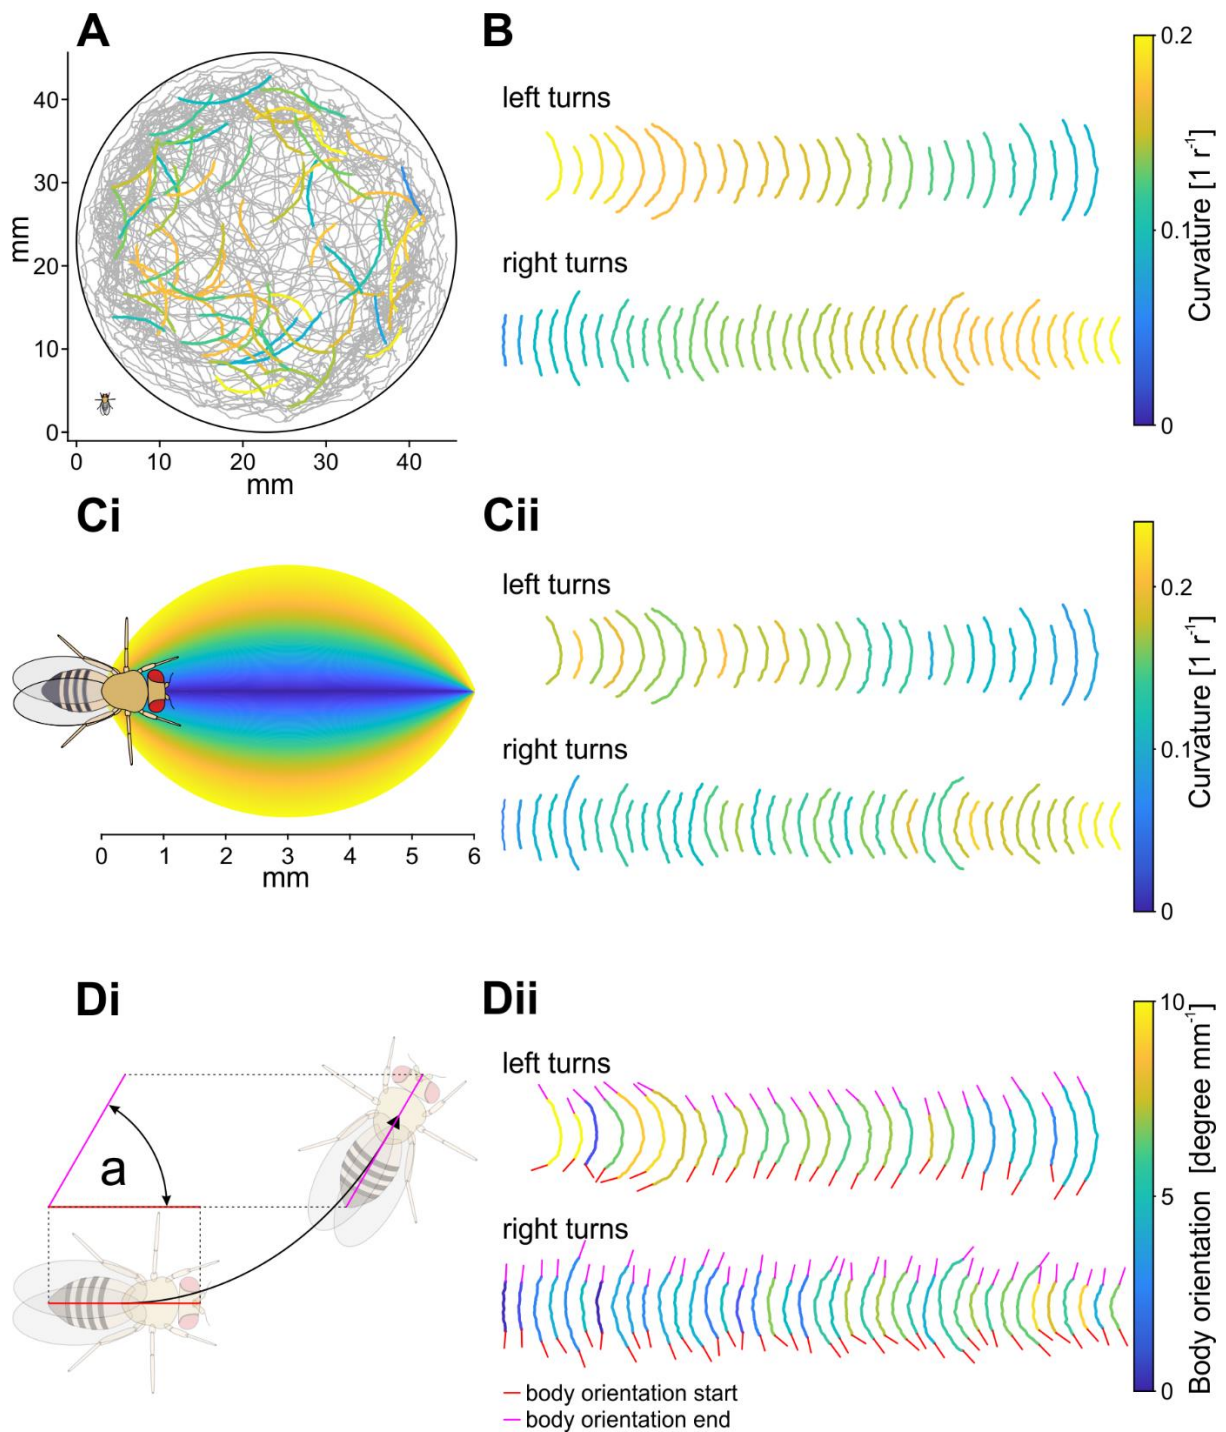 A
mm
40
30
20
10
0
0 10 20 30 40
mm
B
left turns
right turns
0.2
0.1
0
Curvature [1 r⁻¹]
Ci
0 1 2 3 4 5 6
mm
Cii
left turns
right turns
0.2
0.1
0
Curvature [1 r⁻¹]
Di
a
Dii
left turns
right turns
body orientation start
body orientation end
10
5
0
Body orientation [degree mm⁻¹]